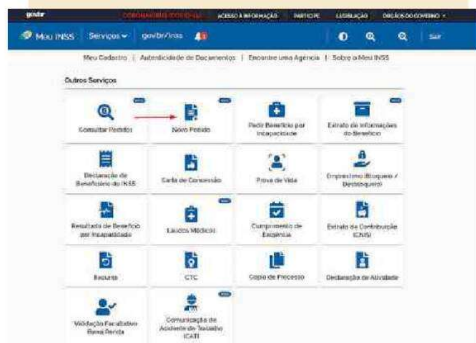 govbr CORONAVÍRUS (COVID-19) ACESSO À INFORMAÇÃO PARTICIPE LEGISLAÇÃO ÓRGÃOS DO GOVERNO
Meu INSS Serviços gov.br/inss Sair
Meu Cadastro | Autenticidade de Documentos | Encontre uma Agência | Sobre o Meu INSS
Outros Serviços
Consultar Pedidos Novo Pedido Pedir Benefício por Extrato de Informações
Incapacidade do Benefício
Declaração de Carta de Concessão Prova de Vida Empréstimo (Bloqueio /
Beneficiário do INSS Desbloqueio)
Resultado de Benefício Laudos Médicos Cumprimento de Extrato de Contribuição
por Incapacidade Exigência (CNIS)
Recurso CTC Cópia de Processo Declaração de Atividade
Validação Facultativo Comunicação de
Baixa Renda Acidente de Trabalho
(CAT)